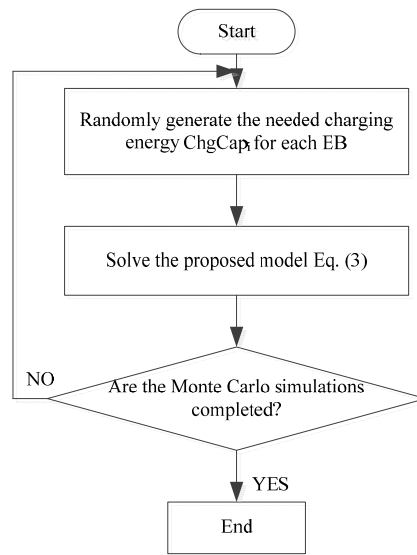 Start
Randomly generate the needed charging
energy ChgCapᵢ for each EB
Solve the proposed model Eq. (3)
NO
Are the Monte Carlo simulations
completed?
YES
End